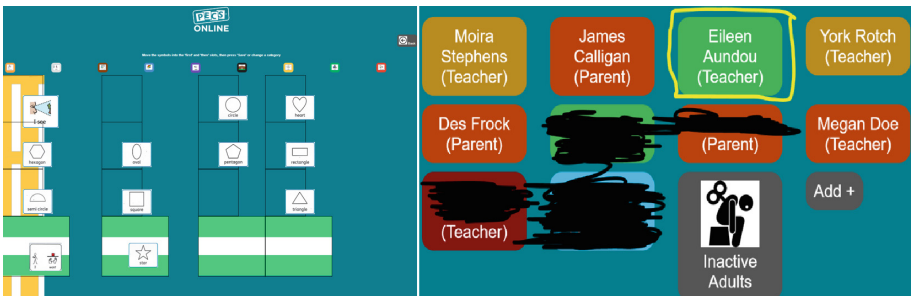 PECS
ONLINE
Move the symbols into the 'First' and 'Then' slots, then press 'Save' or change a category.
Back
I see
circle
heart
hexagon
oval
pentagon
rectangle
semi circle
square
triangle
I want
star
Moira
Stephens
(Teacher)
James
Calligan
(Parent)
Eileen
Aundou
(Teacher)
York Rotch
(Teacher)
Des Frock
(Parent)
(Parent)
Megan Doe
(Teacher)
(Teacher)
Inactive
Adults
Add +